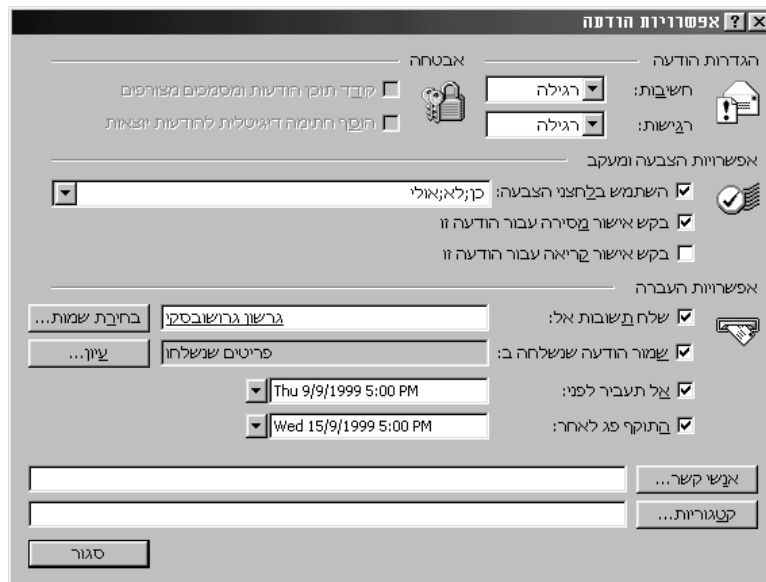 אפשרויות הודעה
הגדרות הודעה
אבטחה
חשיבות: רגילה
רגישות: רגילה
קודד תוכן הודעות ומסמכים מצורפים
הוסף חתימה דיגיטלית להודעות יוצאות
אפשרויות הצבעה ומעקב
השתמש בלחצני הצבעה: כן;לא;אולי
בקש אישור מסירה עבור הודעה זו
בקש אישור קריאה עבור הודעה זו
אפשרויות העברה
שלח תשובות אל: גרשון גרושובסקי בחירת שמות...
שמור הודעה שנשלחה ב: פריטים שנשלחו עיון...
אל תעביר לפני: Thu 9/9/1999 5:00 PM
התוקף פג לאחר: Wed 15/9/1999 5:00 PM
אנשי קשר...
קטגוריות...
סגור